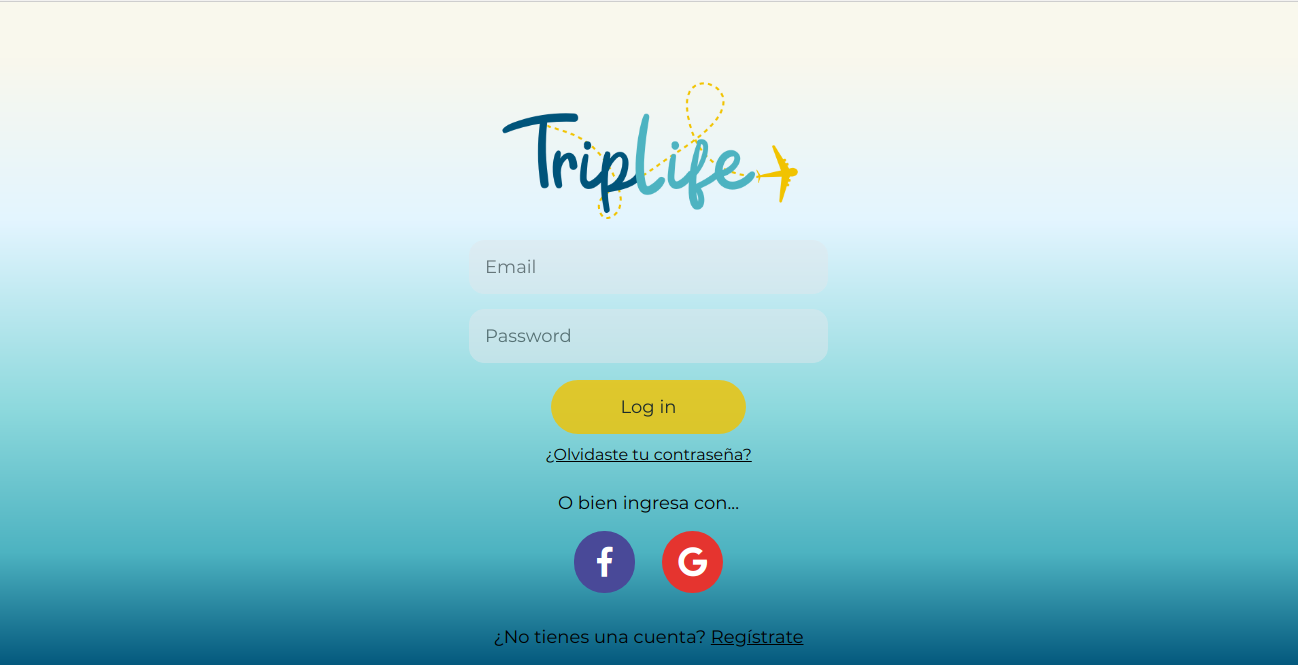 Triplife
Email
Password
Log in
¿Olvidaste tu contraseña?
O bien ingresa con...
f G
¿No tienes una cuenta? Regístrate